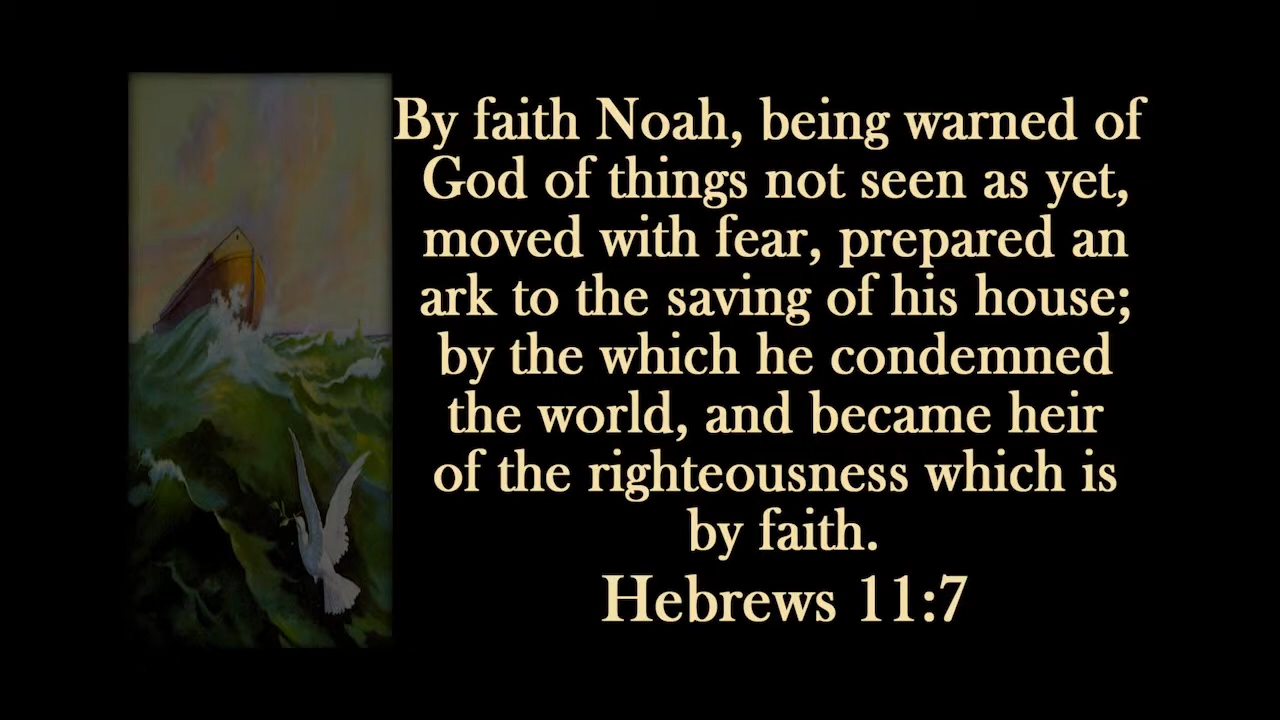 By faith Noah, being warned of
God of things not seen as yet,
moved with fear, prepared an
ark to the saving of his house;
by the which he condemned
the world, and became heir
of the righteousness which is
by faith.
Hebrews 11:7